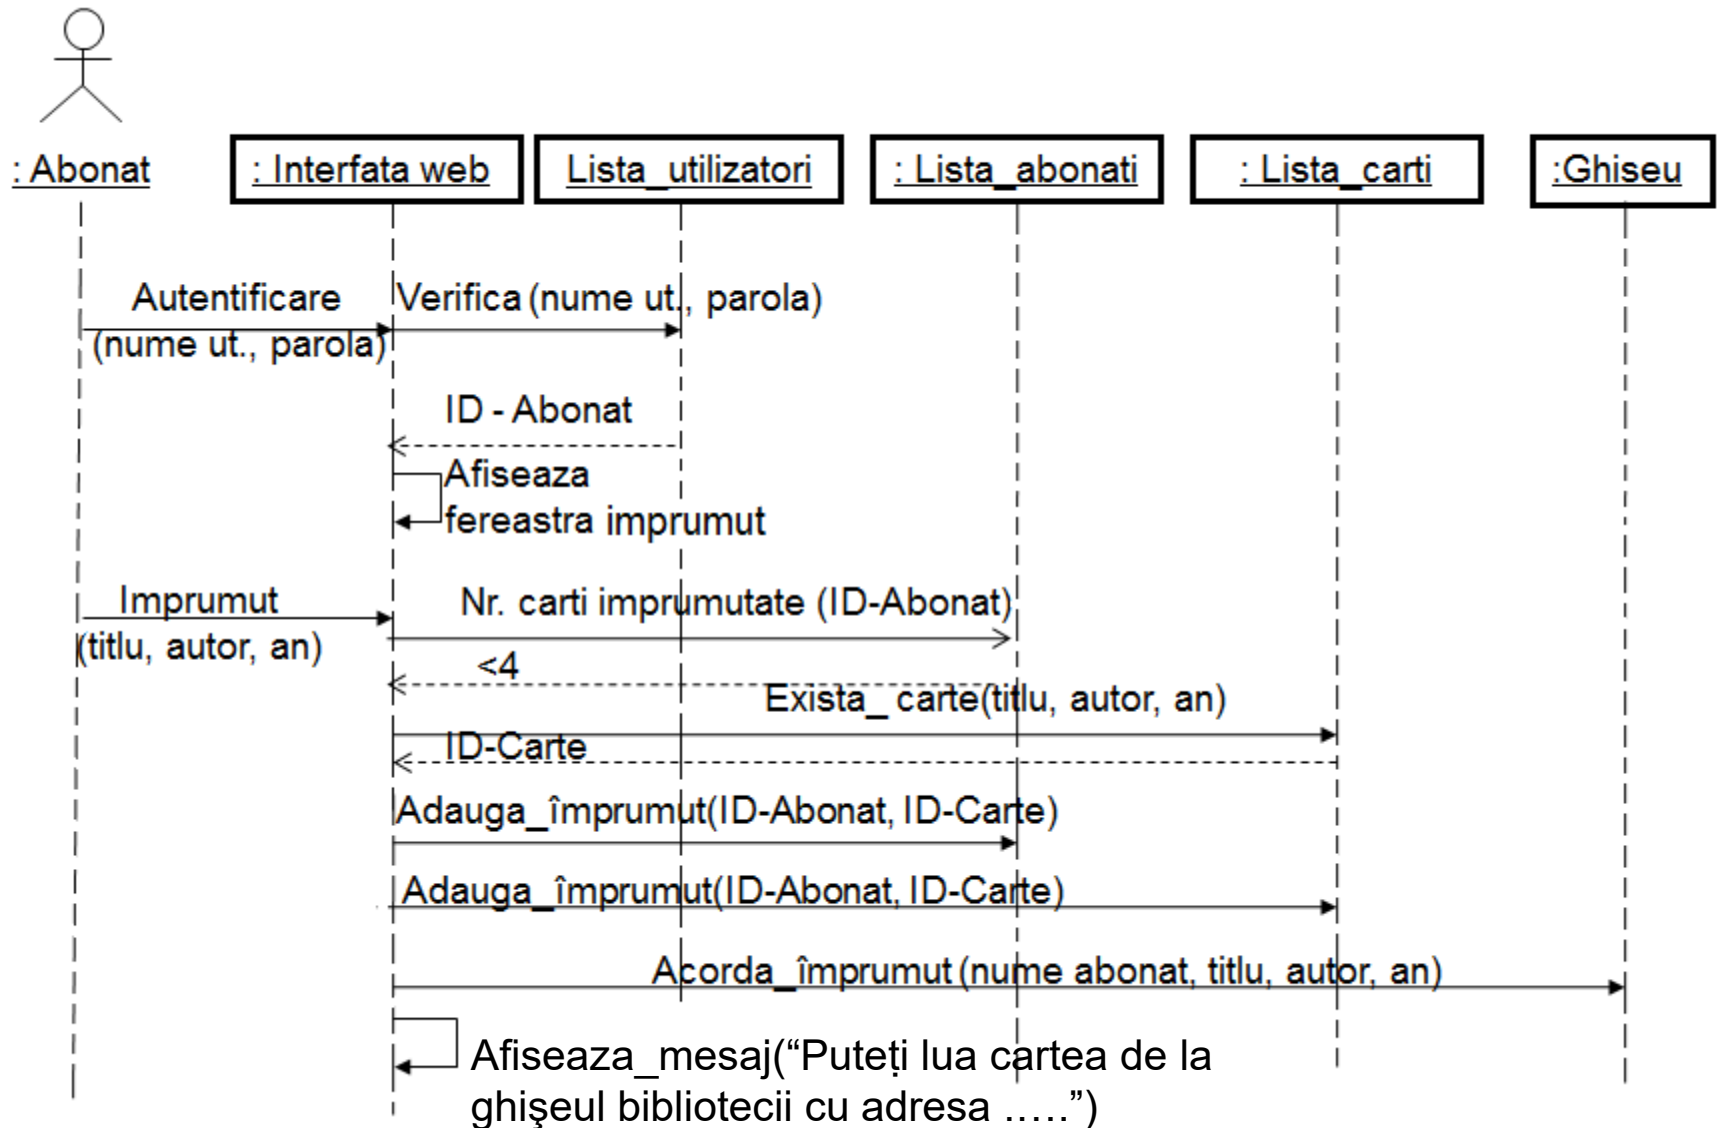 : Abonat
: Interfata web
Lista_utilizatori
: Lista_abonati
: Lista_carti
:Ghiseu
Autentificare
(nume ut., parola)
Verifica (nume ut., parola)
ID - Abonat
Afiseaza
fereastra imprumut
Imprumut
(titlu, autor, an)
Nr. carti imprumutate (ID-Abonat)
<4
Exista_ carte(titlu, autor, an)
ID-Carte
Adauga_împrumut(ID-Abonat, ID-Carte)
Adauga_împrumut(ID-Abonat, ID-Carte)
Acorda_împrumut (nume abonat, titlu, autor, an)
Afiseaza_mesaj(“Puteți lua cartea de la
ghişeul bibliotecii cu adresa …..”)